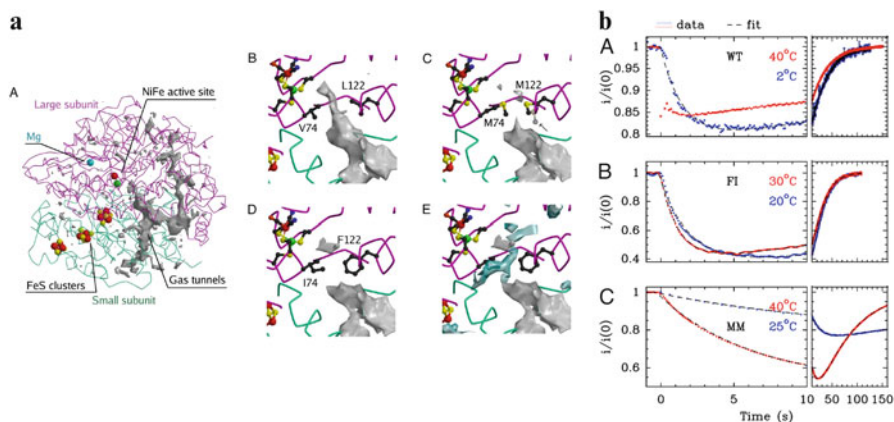 a
A
Large subunit
NiFe active site
Mg
FeS clusters
Small subunit
Gas tunnels
B
L122
V74
C
M122
M74
D
F122
I74
E
b
data
fit
A
WT
40°C
2°C
i/i(0)
1
0.95
0.9
0.85
0.8
B
FI
30°C
20°C
i/i(0)
1
0.8
0.6
0.4
C
MM
40°C
25°C
i/i(0)
1
0.8
0.6
0
5
10
50
100
150
Time (s)